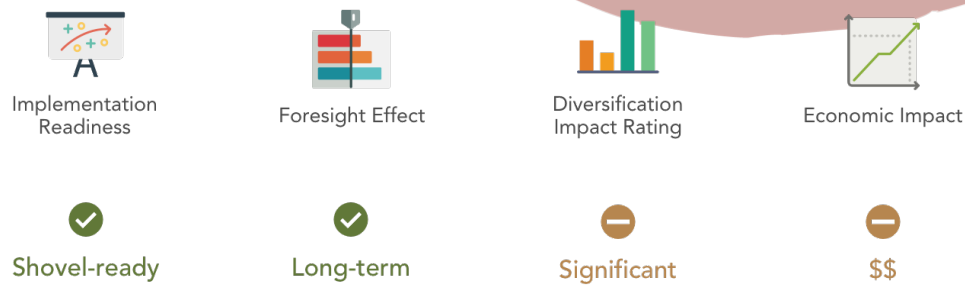 Implementation
Readiness
Foresight Effect
Diversification
Impact Rating
Economic Impact
Shovel-ready
Long-term
Significant
$$